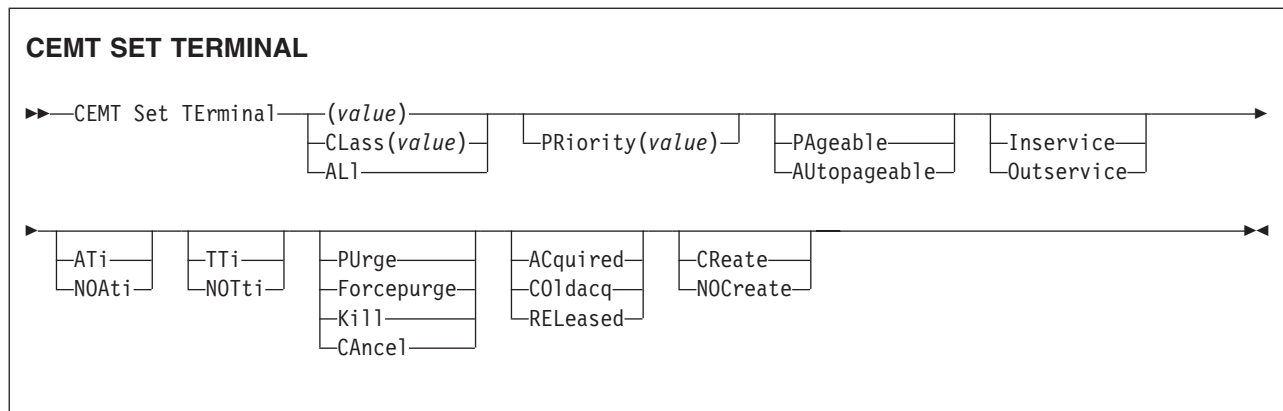 CEMT SET TERMINAL
CEMT Set TErminal (value) PRiority(value) PAgeable Inservice
CLass(value) AUtopageable Outservice
ALl
ATi TTi PUrge ACquired CReate
NOAti NOTti Forcepurge COldacq NOCreate
Kill RELeased
CAncel